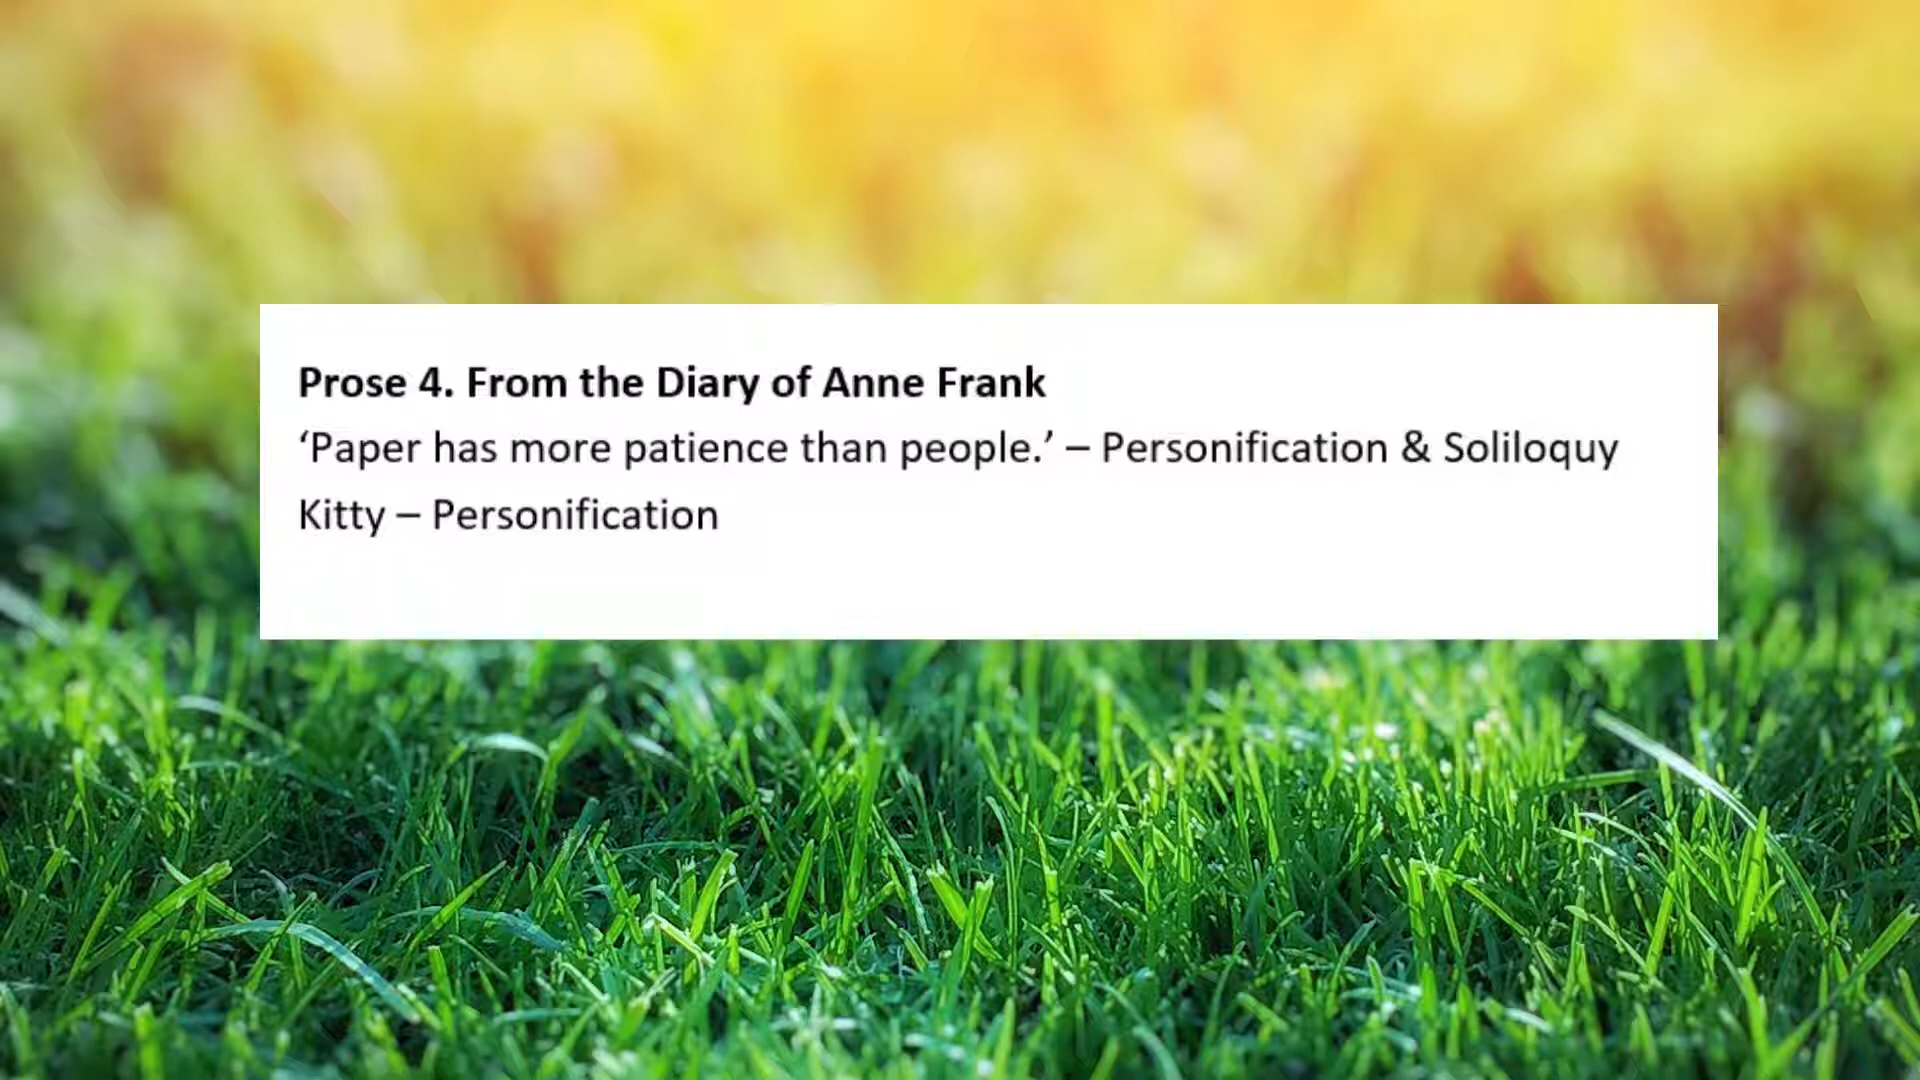 Prose 4. From the Diary of Anne Frank
‘Paper has more patience than people.’ – Personification & Soliloquy
Kitty – Personification